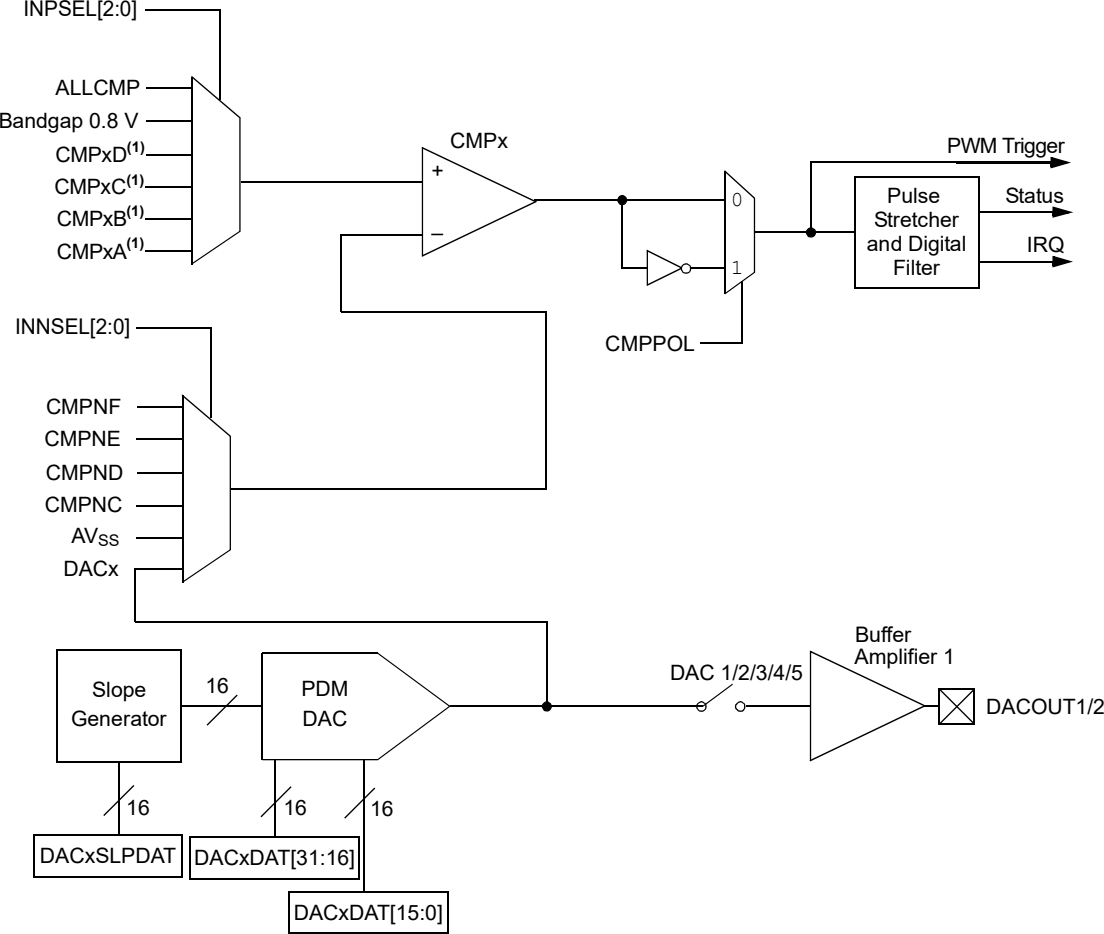 INPSEL[2:0]
ALLCMP
Bandgap 0.8 V
CMPxD(1)
CMPxC(1)
CMPxB(1)
CMPxA(1)
CMPx
+
–
0
1
CMPPOL
PWM Trigger
Pulse
Stretcher
and Digital
Filter
Status
IRQ
INNSEL[2:0]
CMPNF
CMPNE
CMPND
CMPNC
AVSS
DACx
Slope
Generator
16
PDM
DAC
DAC 1/2/3/4/5
Buffer
Amplifier 1
DACOUT1/2
16
16
16
DACxSLPDAT
DACxDAT[31:16]
DACxDAT[15:0]